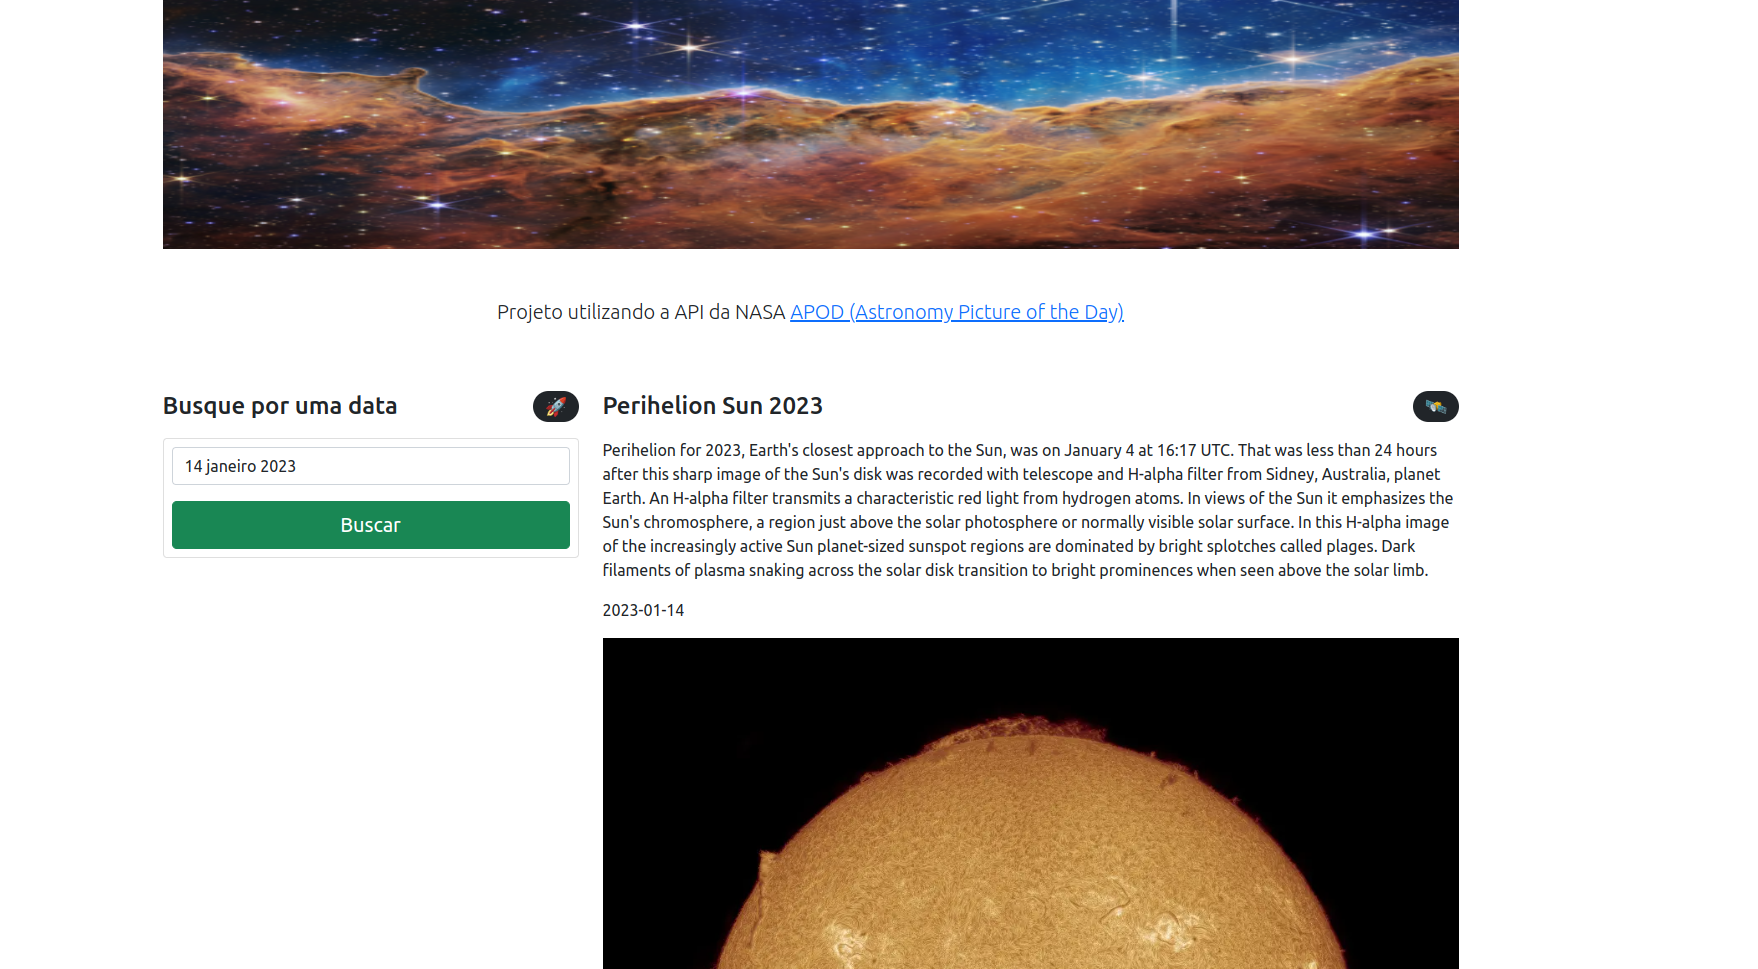 Projeto utilizando a API da NASA APOD (Astronomy Picture of the Day)
Busque por uma data
14 janeiro 2023
Buscar
Perihelion Sun 2023
Perihelion for 2023, Earth's closest approach to the Sun, was on January 4 at 16:17 UTC. That was less than 24 hours
after this sharp image of the Sun's disk was recorded with telescope and H-alpha filter from Sidney, Australia, planet
Earth. An H-alpha filter transmits a characteristic red light from hydrogen atoms. In views of the Sun it emphasizes the
Sun's chromosphere, a region just above the solar photosphere or normally visible solar surface. In this H-alpha image
of the increasingly active Sun planet-sized sunspot regions are dominated by bright splotches called plages. Dark
filaments of plasma snaking across the solar disk transition to bright prominences when seen above the solar limb.
2023-01-14